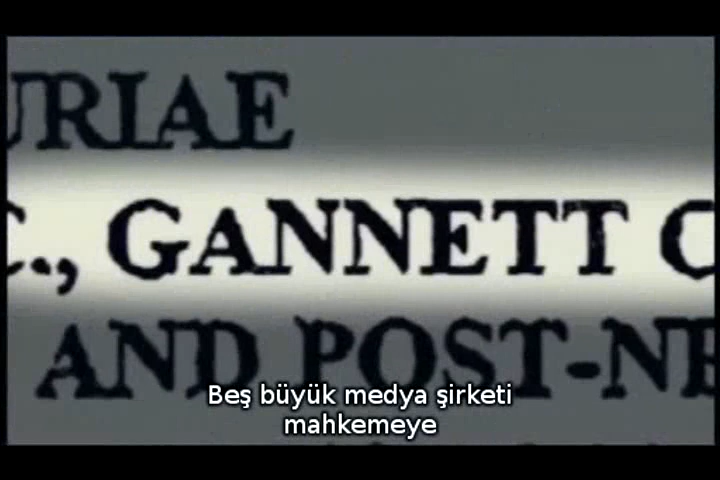 URIAE
C., GANNETT C
AND POST-NE
Beş büyük medya şirketi
mahkemeye